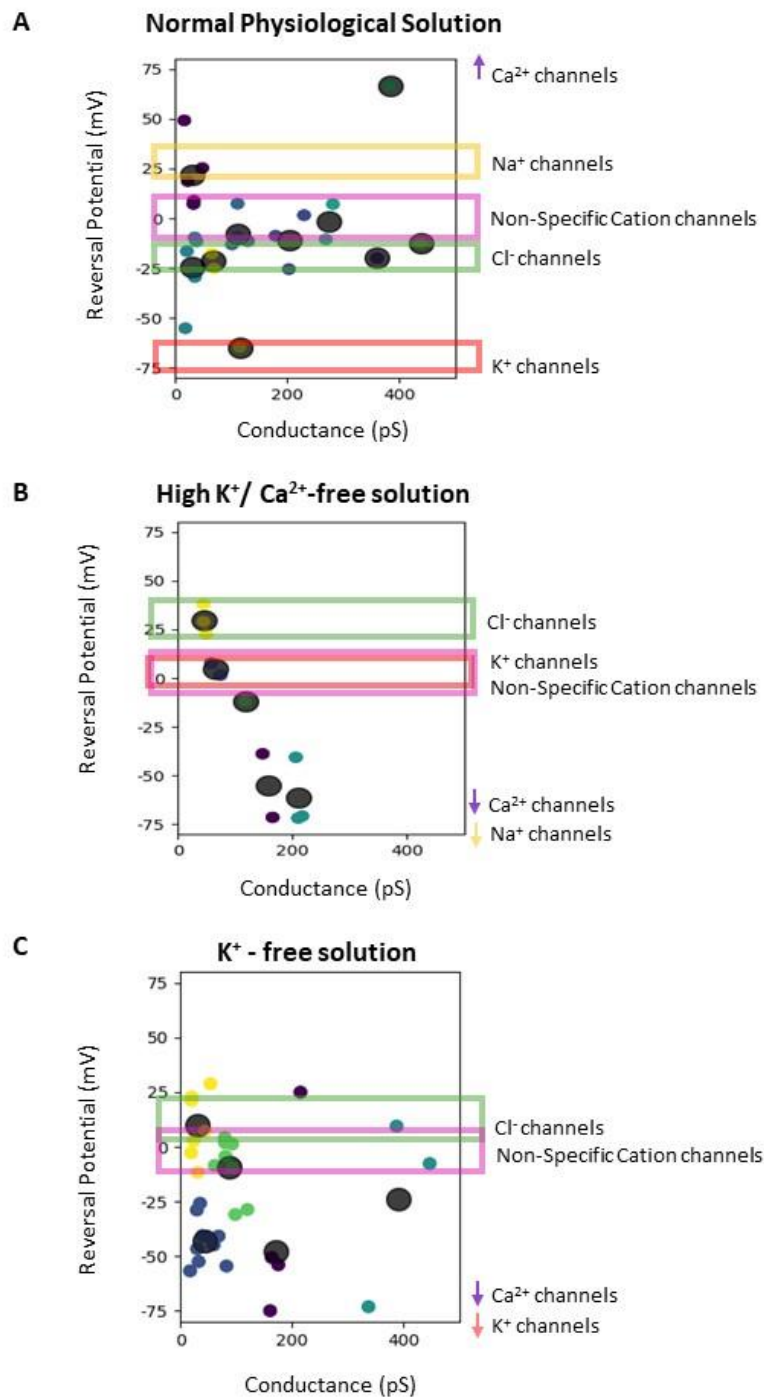 A
Normal Physiological Solution
Reversal Potential (mV)
75
50
25
0
-25
-50
-75
0 200 400
Conductance (pS)
Ca²⁺ channels
Na⁺ channels
Non-Specific Cation channels
Cl⁻ channels
K⁺ channels
B
High K⁺/ Ca²⁺-free solution
Reversal Potential (mV)
75
50
25
0
-25
-50
-75
0 200 400
Conductance (pS)
Cl⁻ channels
K⁺ channels
Non-Specific Cation channels
Ca²⁺ channels
Na⁺ channels
C
K⁺ - free solution
Reversal Potential (mV)
75
50
25
0
-25
-50
-75
0 200 400
Conductance (pS)
Cl⁻ channels
Non-Specific Cation channels
Ca²⁺ channels
K⁺ channels